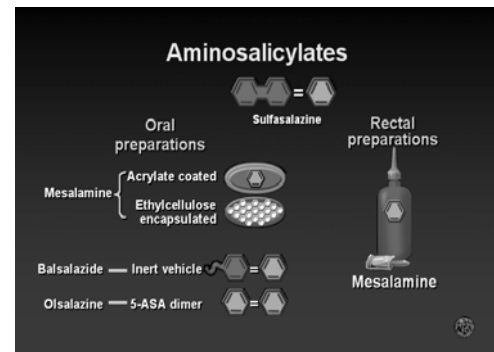 Aminosalicylates
=
Sulfasalazine
Oral
preparations
Rectal
preparations
Mesalamine
Acrylate coated
Ethylcellulose
encapsulated
Balsalazide — Inert vehicle =
Olsalazine — 5-ASA dimer =
Mesalamine